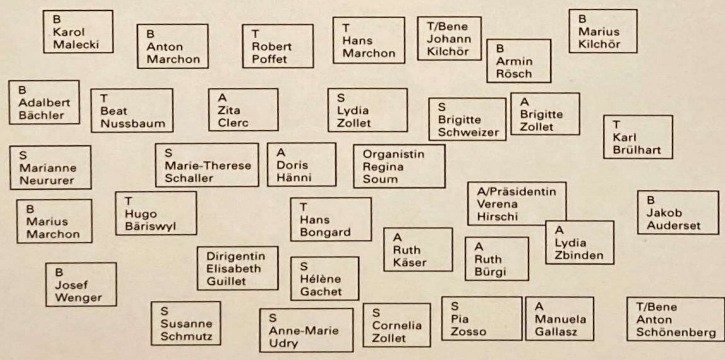 B
Karol
Malecki
B
Anton
Marchon
T
Robert
Poffet
T
Hans
Marchon
T/Bene
Johann
Kilchör
B
Armin
Rösch
B
Marius
Kilchör
B
Adalbert
Bächler
T
Beat
Nussbaum
A
Zita
Clerc
S
Lydia
Zollet
S
Brigitte
Schweizer
A
Brigitte
Zollet
T
Karl
Brülhart
S
Marianne
Neururer
S
Marie-Therese
Schaller
A
Doris
Hänni
Organistin
Regina
Soum
A/Präsidentin
Verena
Hirschi
B
Jakob
Auderset
B
Marius
Marchon
T
Hugo
Bäriswyl
T
Hans
Bongard
A
Ruth
Käser
A
Ruth
Bürgi
A
Lydia
Zbinden
B
Josef
Wenger
Dirigentin
Elisabeth
Guillet
S
Hélène
Gachet
S
Susanne
Schmutz
S
Anne-Marie
Udry
S
Cornelia
Zollet
S
Pia
Zosso
A
Manuela
Gallasz
T/Bene
Anton
Schönenberg